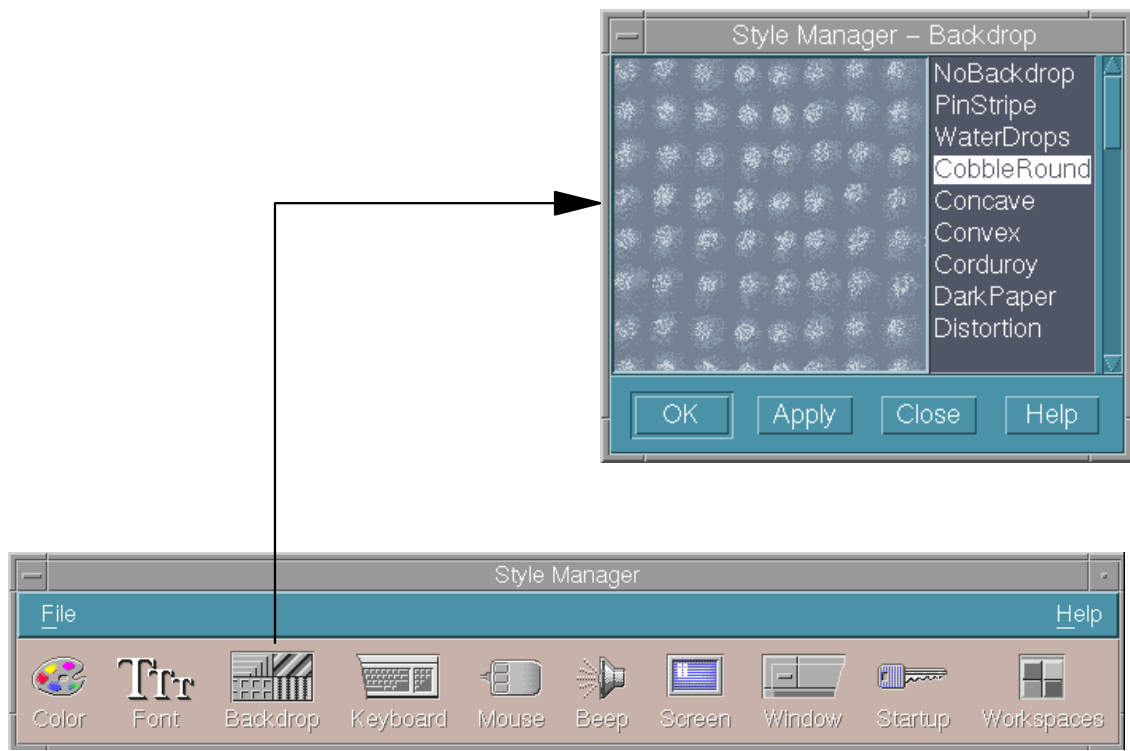 Style Manager – Backdrop
NoBackdrop
PinStripe
WaterDrops
CobbleRound
Concave
Convex
Corduroy
DarkPaper
Distortion
OK Apply Close Help
Style Manager
File Help
Color Font Backdrop Keyboard Mouse Beep Screen Window Startup Workspaces